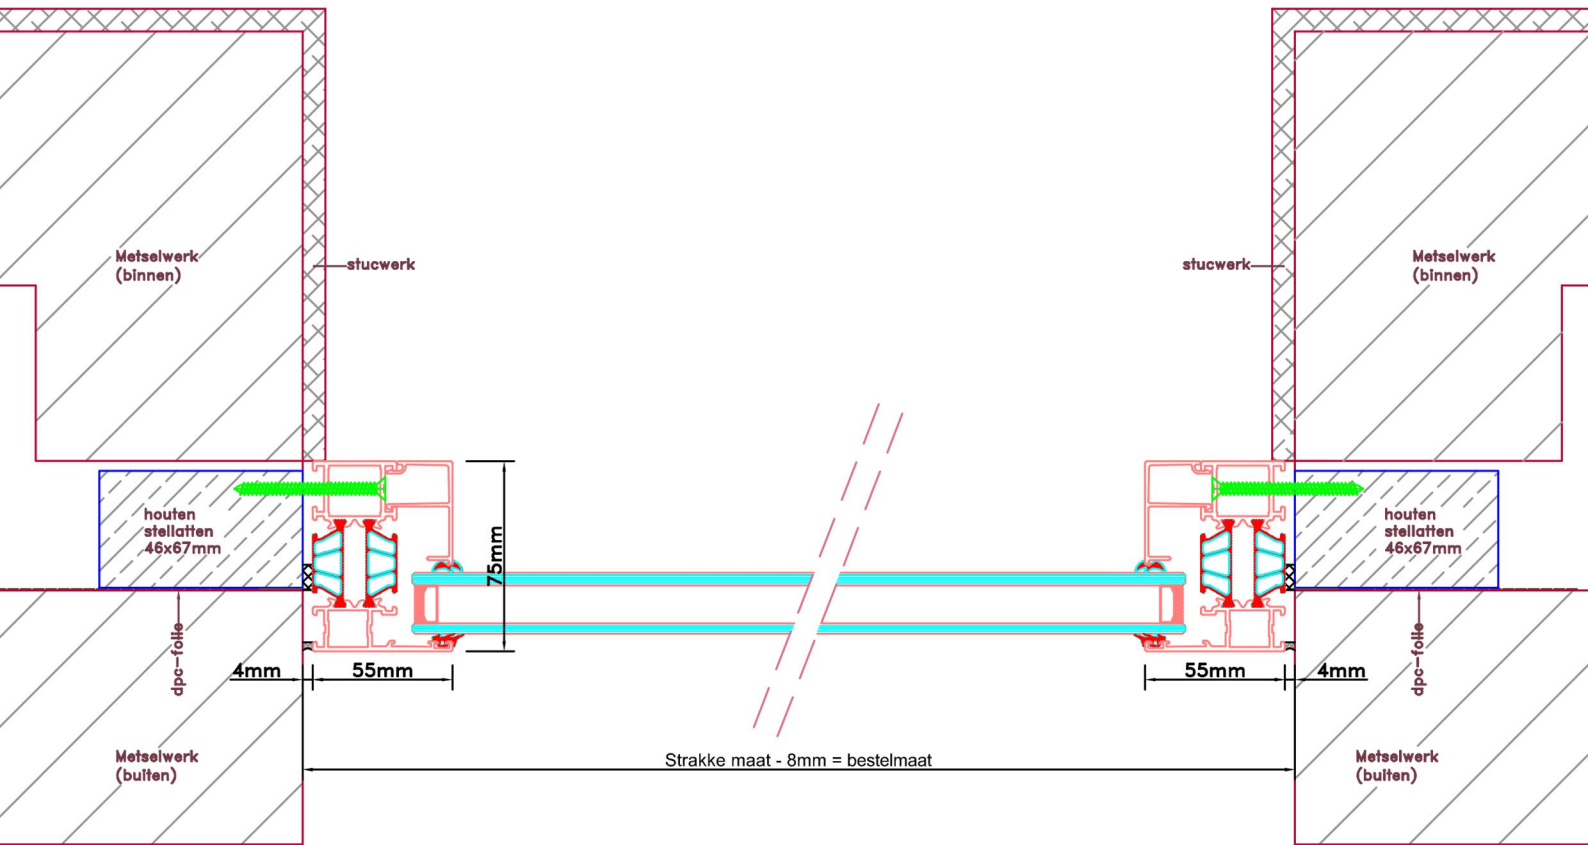 Metselwerk
(binnen)
stucwerk
stucwerk
Metselwerk
(binnen)
houten
stellatten
46x67mm
75mm
houten
stellatten
46x67mm
dpc-folie
4mm
55mm
55mm
4mm
dpc-folie
Metselwerk
(buiten)
Strakke maat - 8mm = bestelmaat
Metselwerk
(buiten)